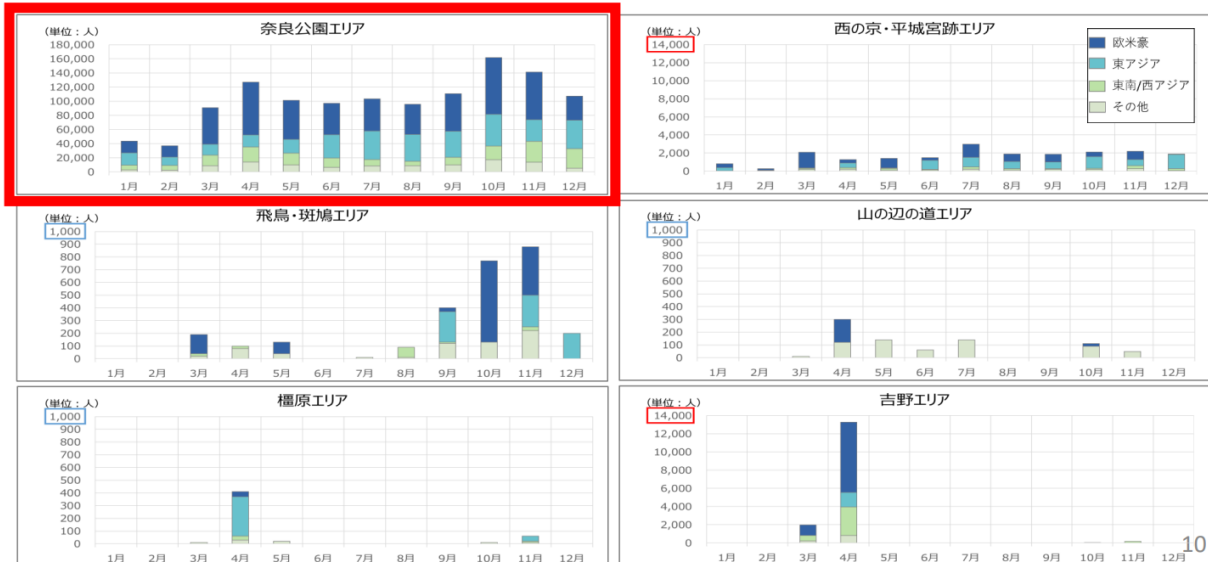 奈良公園エリア
(単位：人)
180,000
160,000
140,000
120,000
100,000
80,000
60,000
40,000
20,000
0
1月 2月 3月 4月 5月 6月 7月 8月 9月 10月 11月 12月
西の京・平城宮跡エリア
(単位：人)
14,000
12,000
10,000
8,000
6,000
4,000
2,000
0
1月 2月 3月 4月 5月 6月 7月 8月 9月 10月 11月 12月
欧米豪
東アジア
東南/西アジア
その他
飛鳥・斑鳩エリア
(単位：人)
1,000
900
800
700
600
500
400
300
200
100
0
1月 2月 3月 4月 5月 6月 7月 8月 9月 10月 11月 12月
山の辺の道エリア
(単位：人)
1,000
900
800
700
600
500
400
300
200
100
0
1月 2月 3月 4月 5月 6月 7月 8月 9月 10月 11月 12月
橿原エリア
(単位：人)
1,000
900
800
700
600
500
400
300
200
100
0
1月 2月 3月 4月 5月 6月 7月 8月 9月 10月 11月 12月
吉野エリア
(単位：人)
14,000
12,000
10,000
8,000
6,000
4,000
2,000
0
1月 2月 3月 4月 5月 6月 7月 8月 9月 10月 11月 12月
10